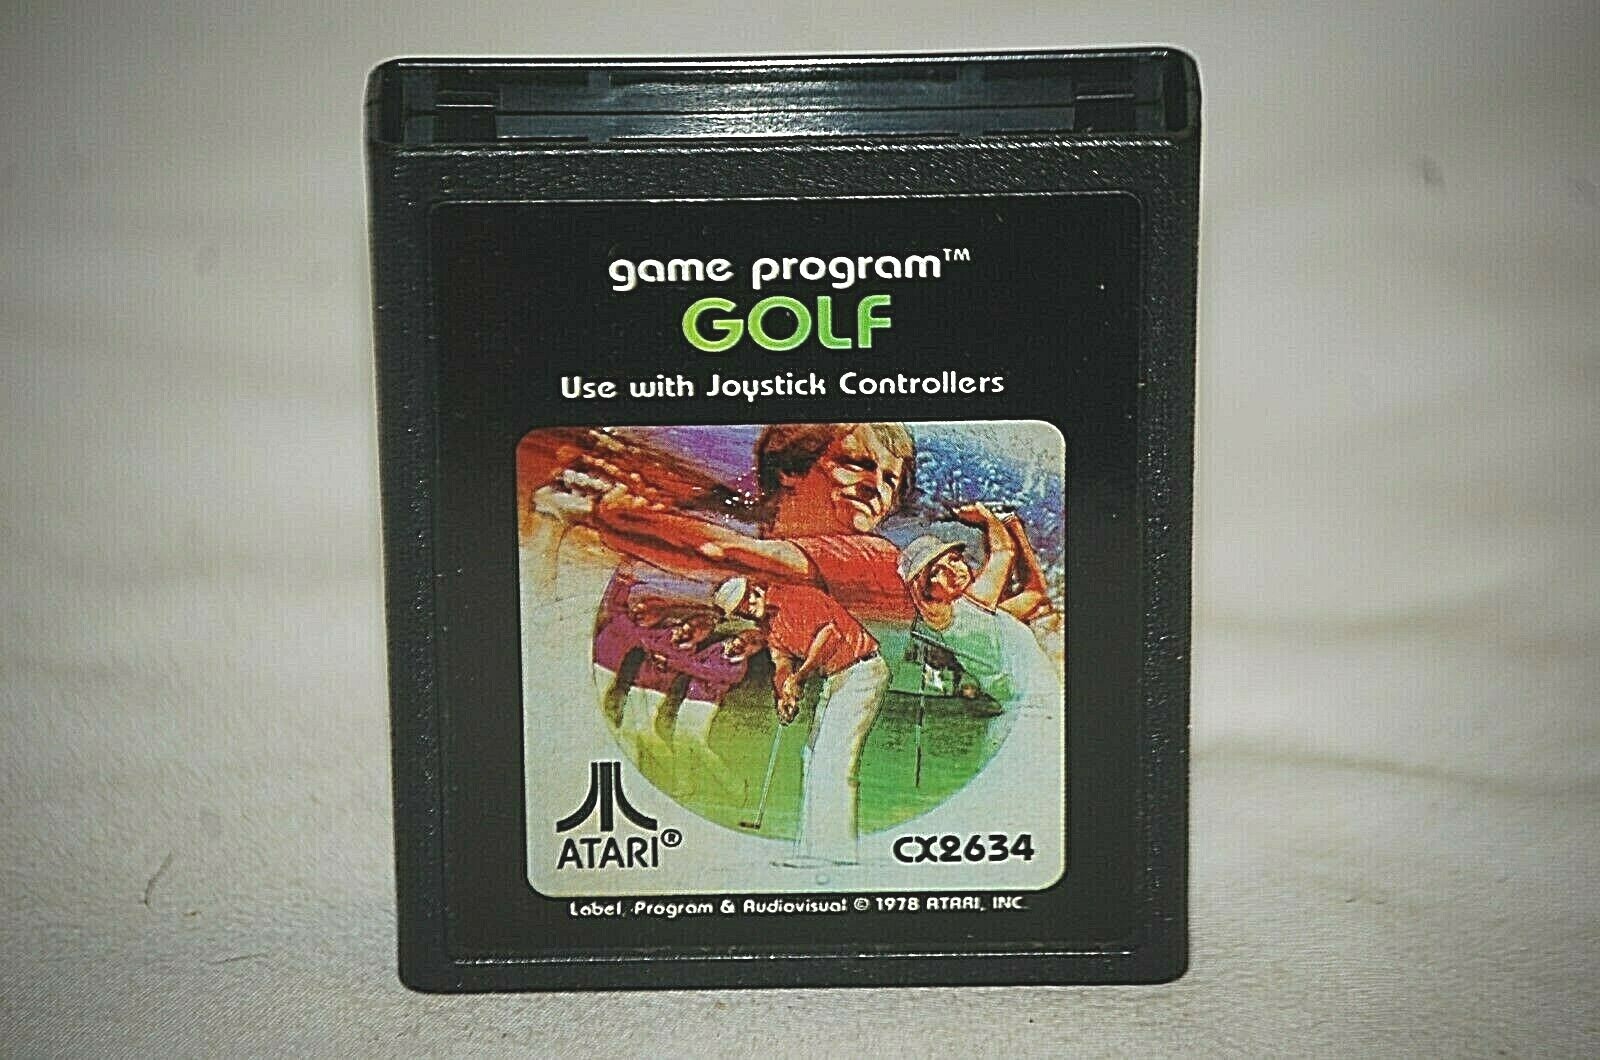 game program™
GOLF
Use with Joystick Controllers
ATARI®
CX2634
Label, Program & Audiovisual © 1978 ATARI, INC.